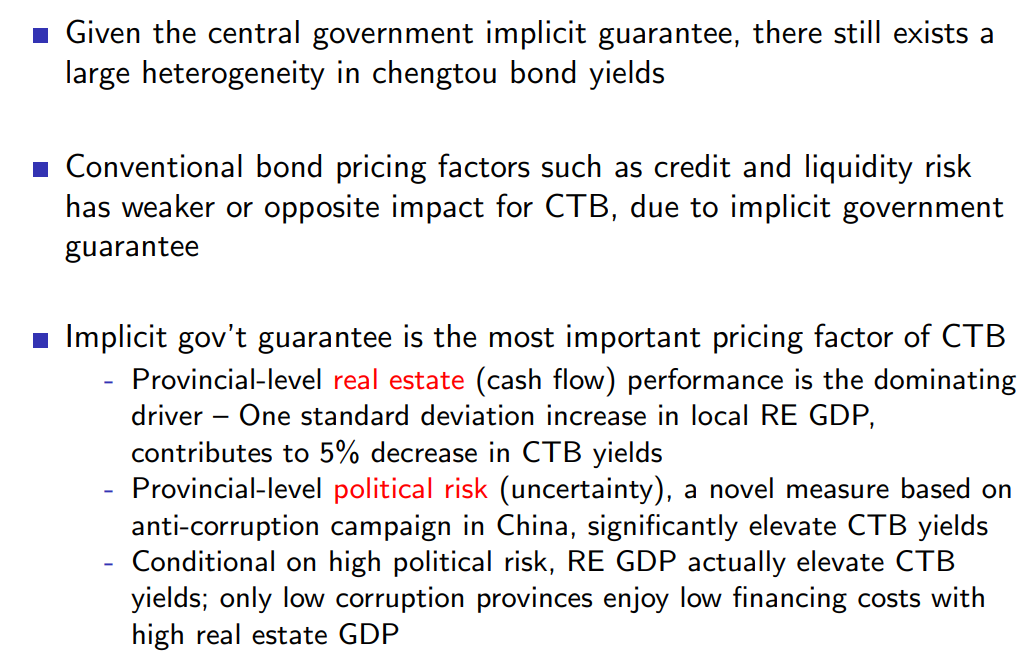 Given the central government implicit guarantee, there still exists a
large heterogeneity in chengtou bond yields
Conventional bond pricing factors such as credit and liquidity risk
has weaker or opposite impact for CTB, due to implicit government
guarantee
Implicit gov't guarantee is the most important pricing factor of CTB
- Provincial-level real estate (cash flow) performance is the dominating
driver – One standard deviation increase in local RE GDP,
contributes to 5% decrease in CTB yields
- Provincial-level political risk (uncertainty), a novel measure based on
anti-corruption campaign in China, significantly elevate CTB yields
- Conditional on high political risk, RE GDP actually elevate CTB
yields; only low corruption provinces enjoy low financing costs with
high real estate GDP